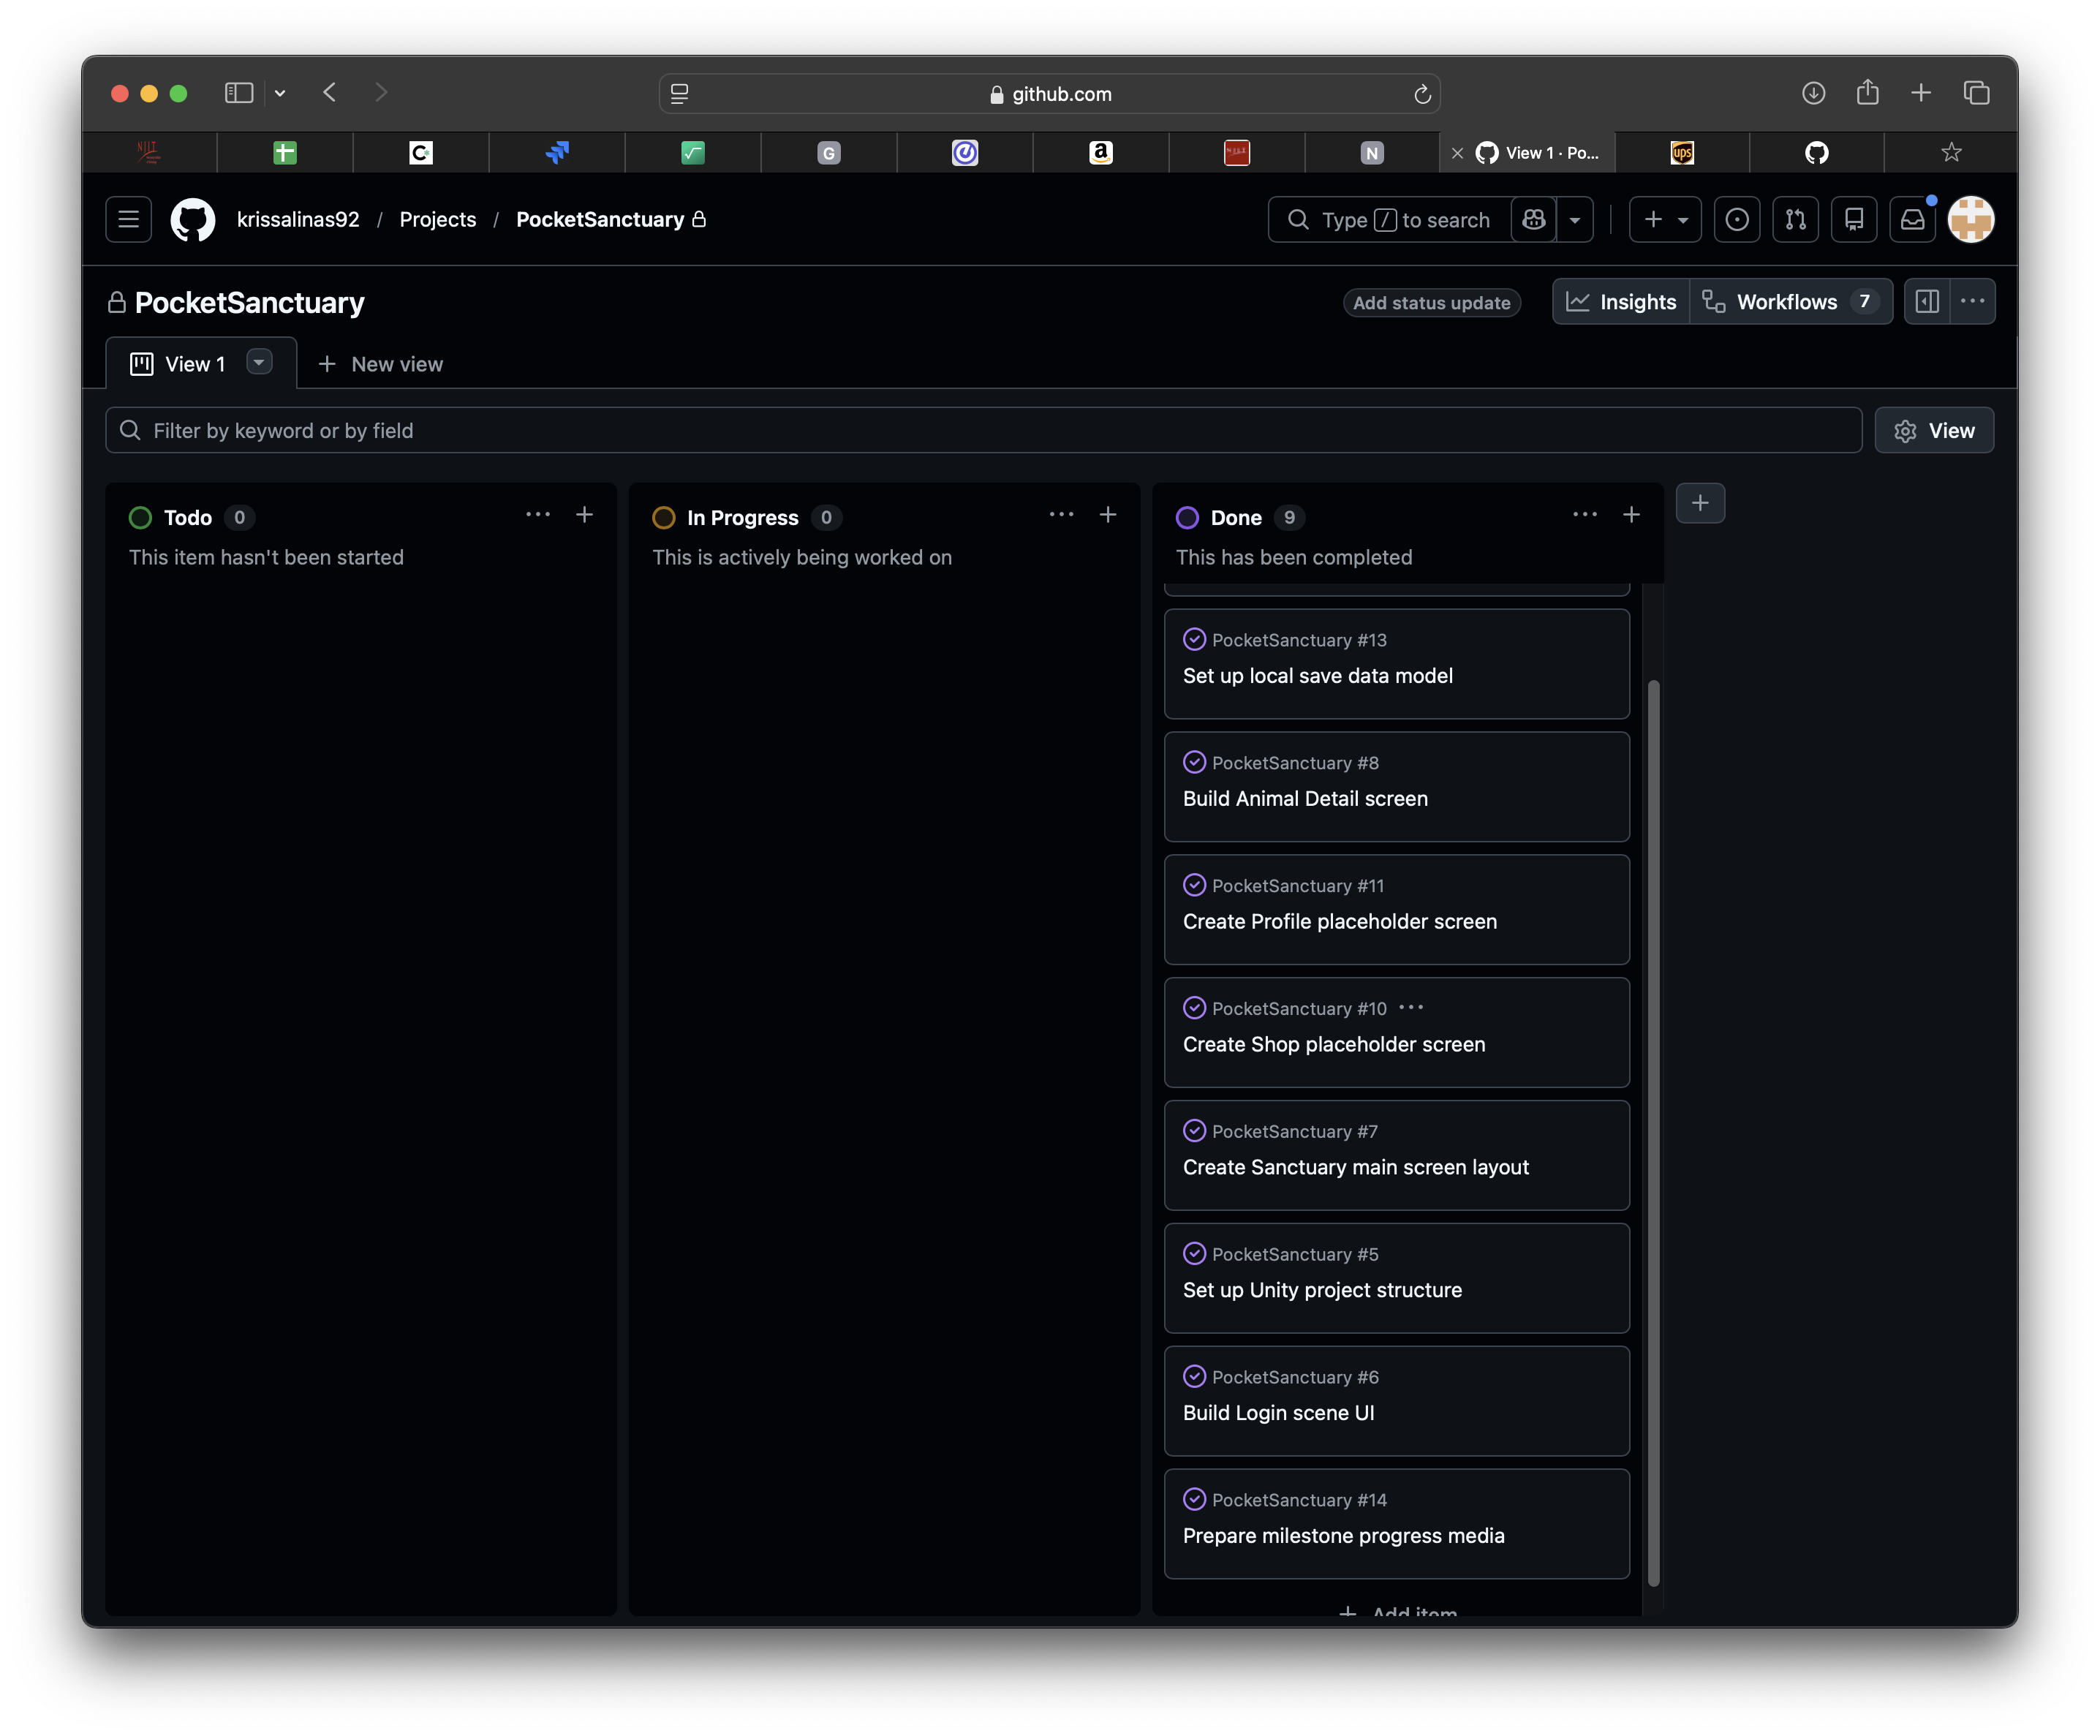 github.com
NJIT
C
G
a
N
View 1 · Po...
ups
krissalinas92 / Projects / PocketSanctuary
Type / to search
PocketSanctuary
Add status update
Insights
Workflows 7
View 1
New view
Filter by keyword or by field
View
Todo 0
This item hasn't been started
In Progress 0
This is actively being worked on
Done 9
This has been completed
PocketSanctuary #13
Set up local save data model
PocketSanctuary #8
Build Animal Detail screen
PocketSanctuary #11
Create Profile placeholder screen
PocketSanctuary #10
Create Shop placeholder screen
PocketSanctuary #7
Create Sanctuary main screen layout
PocketSanctuary #5
Set up Unity project structure
PocketSanctuary #6
Build Login scene UI
PocketSanctuary #14
Prepare milestone progress media
Add item